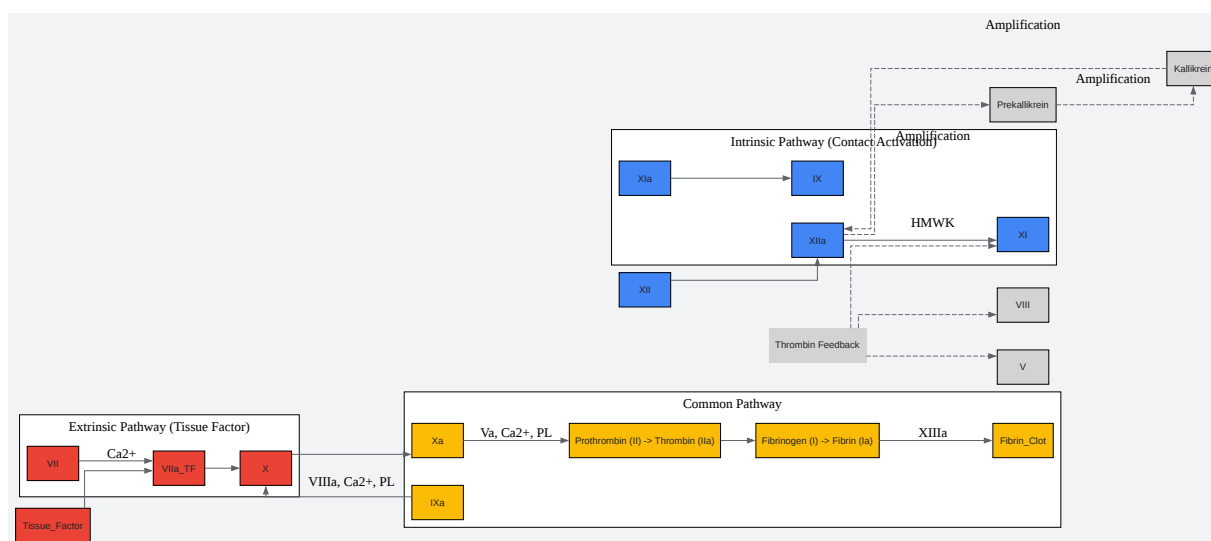 Amplification
Kallikrein
Amplification
Prekallikrein
Amplification
Intrinsic Pathway (Contact Activation)
XIa
IX
HMWK
XIIa
XI
XII
VIII
Thrombin Feedback
V
Common Pathway
Extrinsic Pathway (Tissue Factor)
Xa
Va, Ca2+, PL
Prothrombin (II) -> Thrombin (IIa)
Fibrinogen (I) -> Fibrin (Ia)
XIIIa
Fibrin_Clot
VII
Ca2+
VIIa_TF
X
VIIIa, Ca2+, PL
IXa
Tissue_Factor